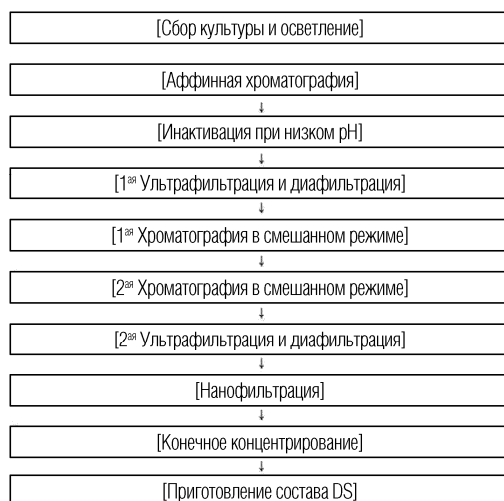 [Сбор культуры и осветление]
[Аффинная хроматография]
↓
[Инактивация при низком pH]
↓
[1ая Ультрафильтрация и диафильтрация]
↓
[1ая Хроматография в смешанном режиме]
↓
[2ая Хроматография в смешанном режиме]
↓
[2ая Ультрафильтрация и диафильтрация]
↓
[Нанофильтрация]
↓
[Конечное концентрирование]
↓
[Приготовление состава DS]